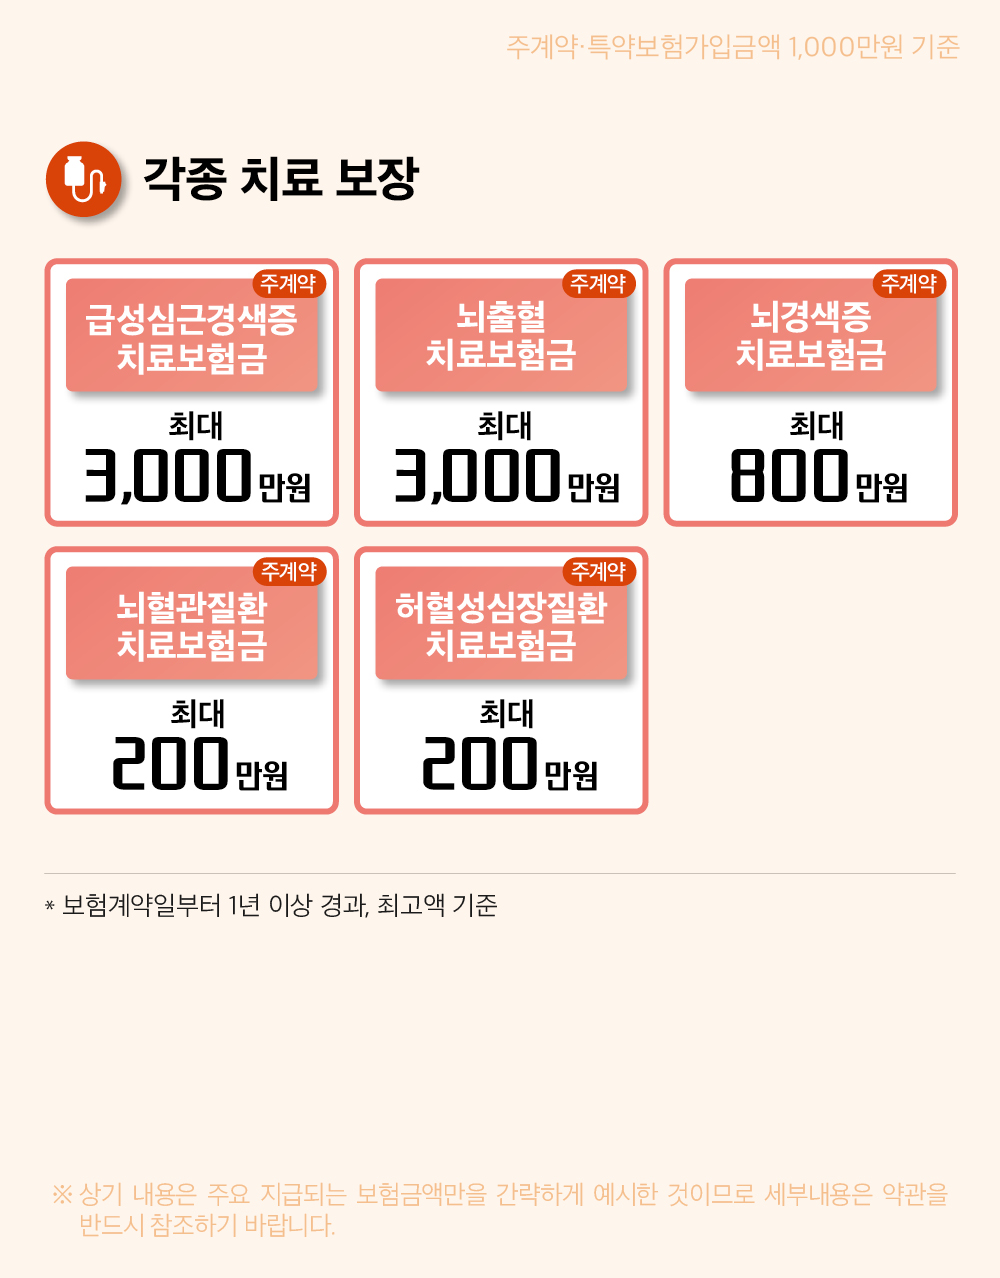 주계약·특약보험가입금액 1,000만원 기준
각종 치료 보장
주계약
급성심근경색증
치료보험금
최대
3,000만원
주계약
뇌출혈
치료보험금
최대
3,000만원
주계약
뇌경색증
치료보험금
최대
800만원
주계약
뇌혈관질환
치료보험금
최대
200만원
주계약
허혈성심장질환
치료보험금
최대
200만원
* 보험계약일부터 1년 이상 경과, 최고액 기준
※ 상기 내용은 주요 지급되는 보험금액만을 간략하게 예시한 것이므로 세부내용은 약관을
반드시 참조하기 바랍니다.